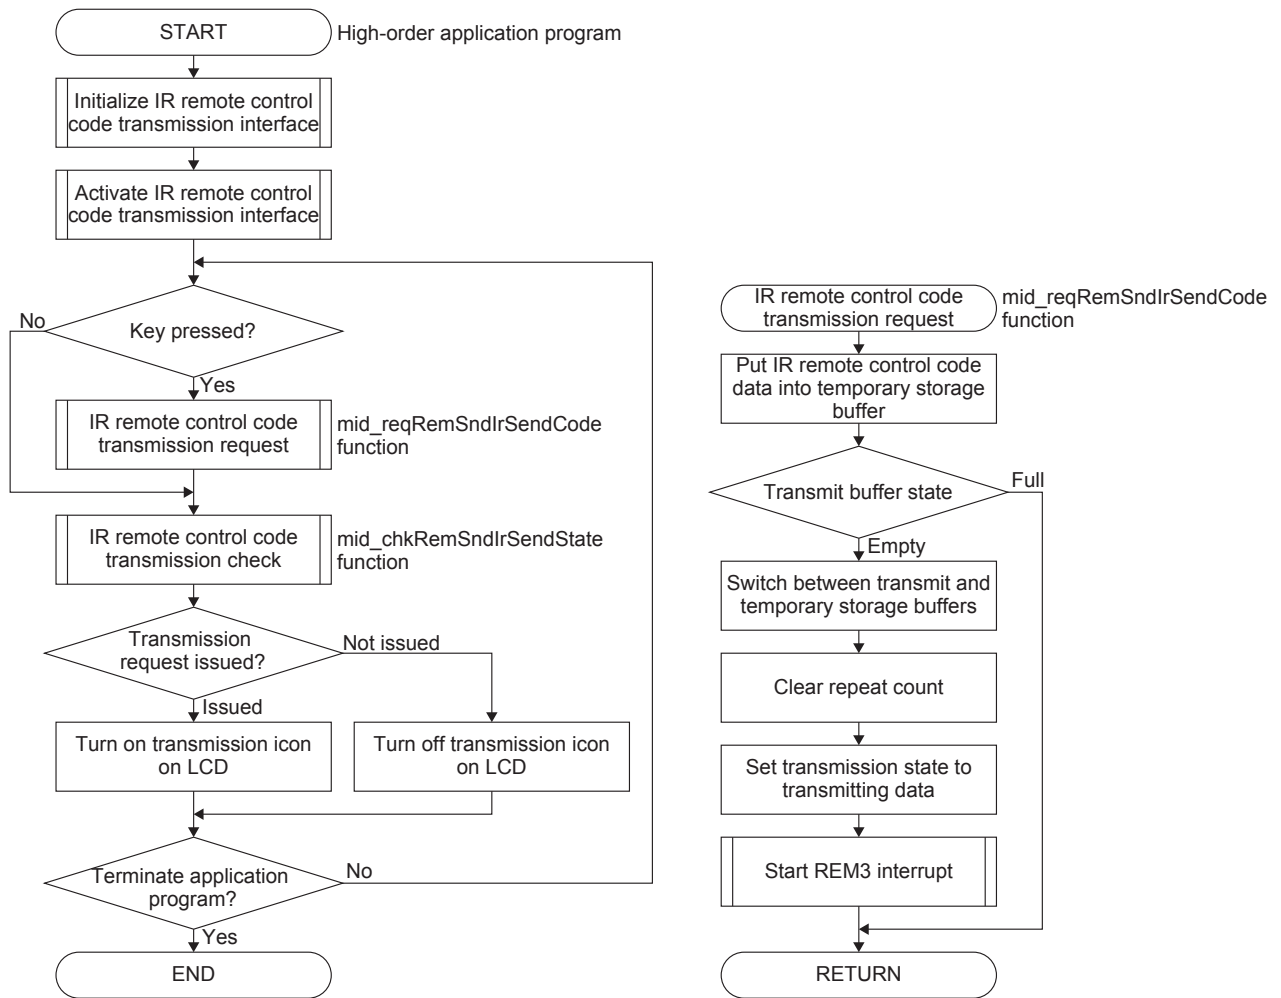 START
High-order application program
Initialize IR remote control
code transmission interface
Activate IR remote control
code transmission interface
Key pressed?
No
Yes
IR remote control code
transmission request
mid_reqRemSndIrSendCode
function
IR remote control code
transmission check
mid_chkRemSndIrSendState
function
Transmission
request issued?
Not issued
Issued
Turn on transmission icon
on LCD
Turn off transmission icon
on LCD
Terminate application
program?
No
Yes
END
IR remote control code
transmission request
mid_reqRemSndIrSendCode
function
Put IR remote control code
data into temporary storage
buffer
Transmit buffer state
Full
Empty
Switch between transmit and
temporary storage buffers
Clear repeat count
Set transmission state to
transmitting data
Start REM3 interrupt
RETURN